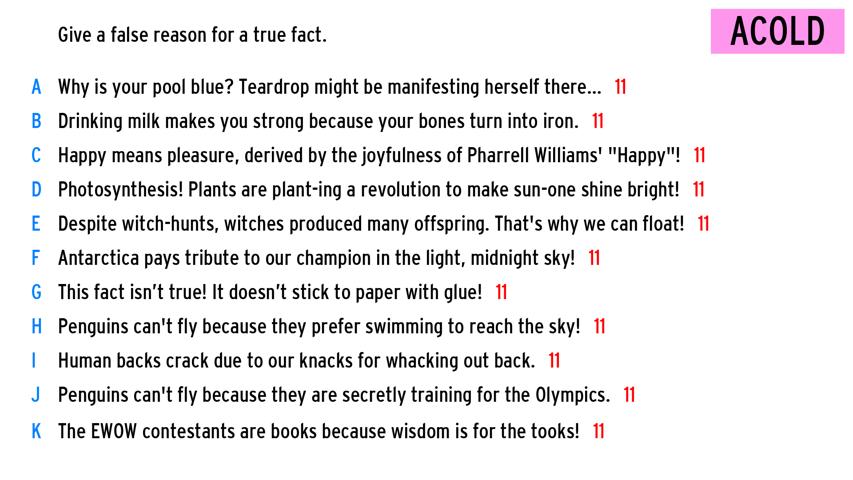 Give a false reason for a true fact.
ACOLD
A Why is your pool blue? Teardrop might be manifesting herself there... 11
B Drinking milk makes you strong because your bones turn into iron. 11
C Happy means pleasure, derived by the joyfulness of Pharrell Williams' "Happy"! 11
D Photosynthesis! Plants are plant-ing a revolution to make sun-one shine bright! 11
E Despite witch-hunts, witches produced many offspring. That's why we can float! 11
F Antarctica pays tribute to our champion in the light, midnight sky! 11
G This fact isn’t true! It doesn’t stick to paper with glue! 11
H Penguins can't fly because they prefer swimming to reach the sky! 11
I Human backs crack due to our knacks for whacking out back. 11
J Penguins can't fly because they are secretly training for the Olympics. 11
K The EWOW contestants are books because wisdom is for the tooks! 11